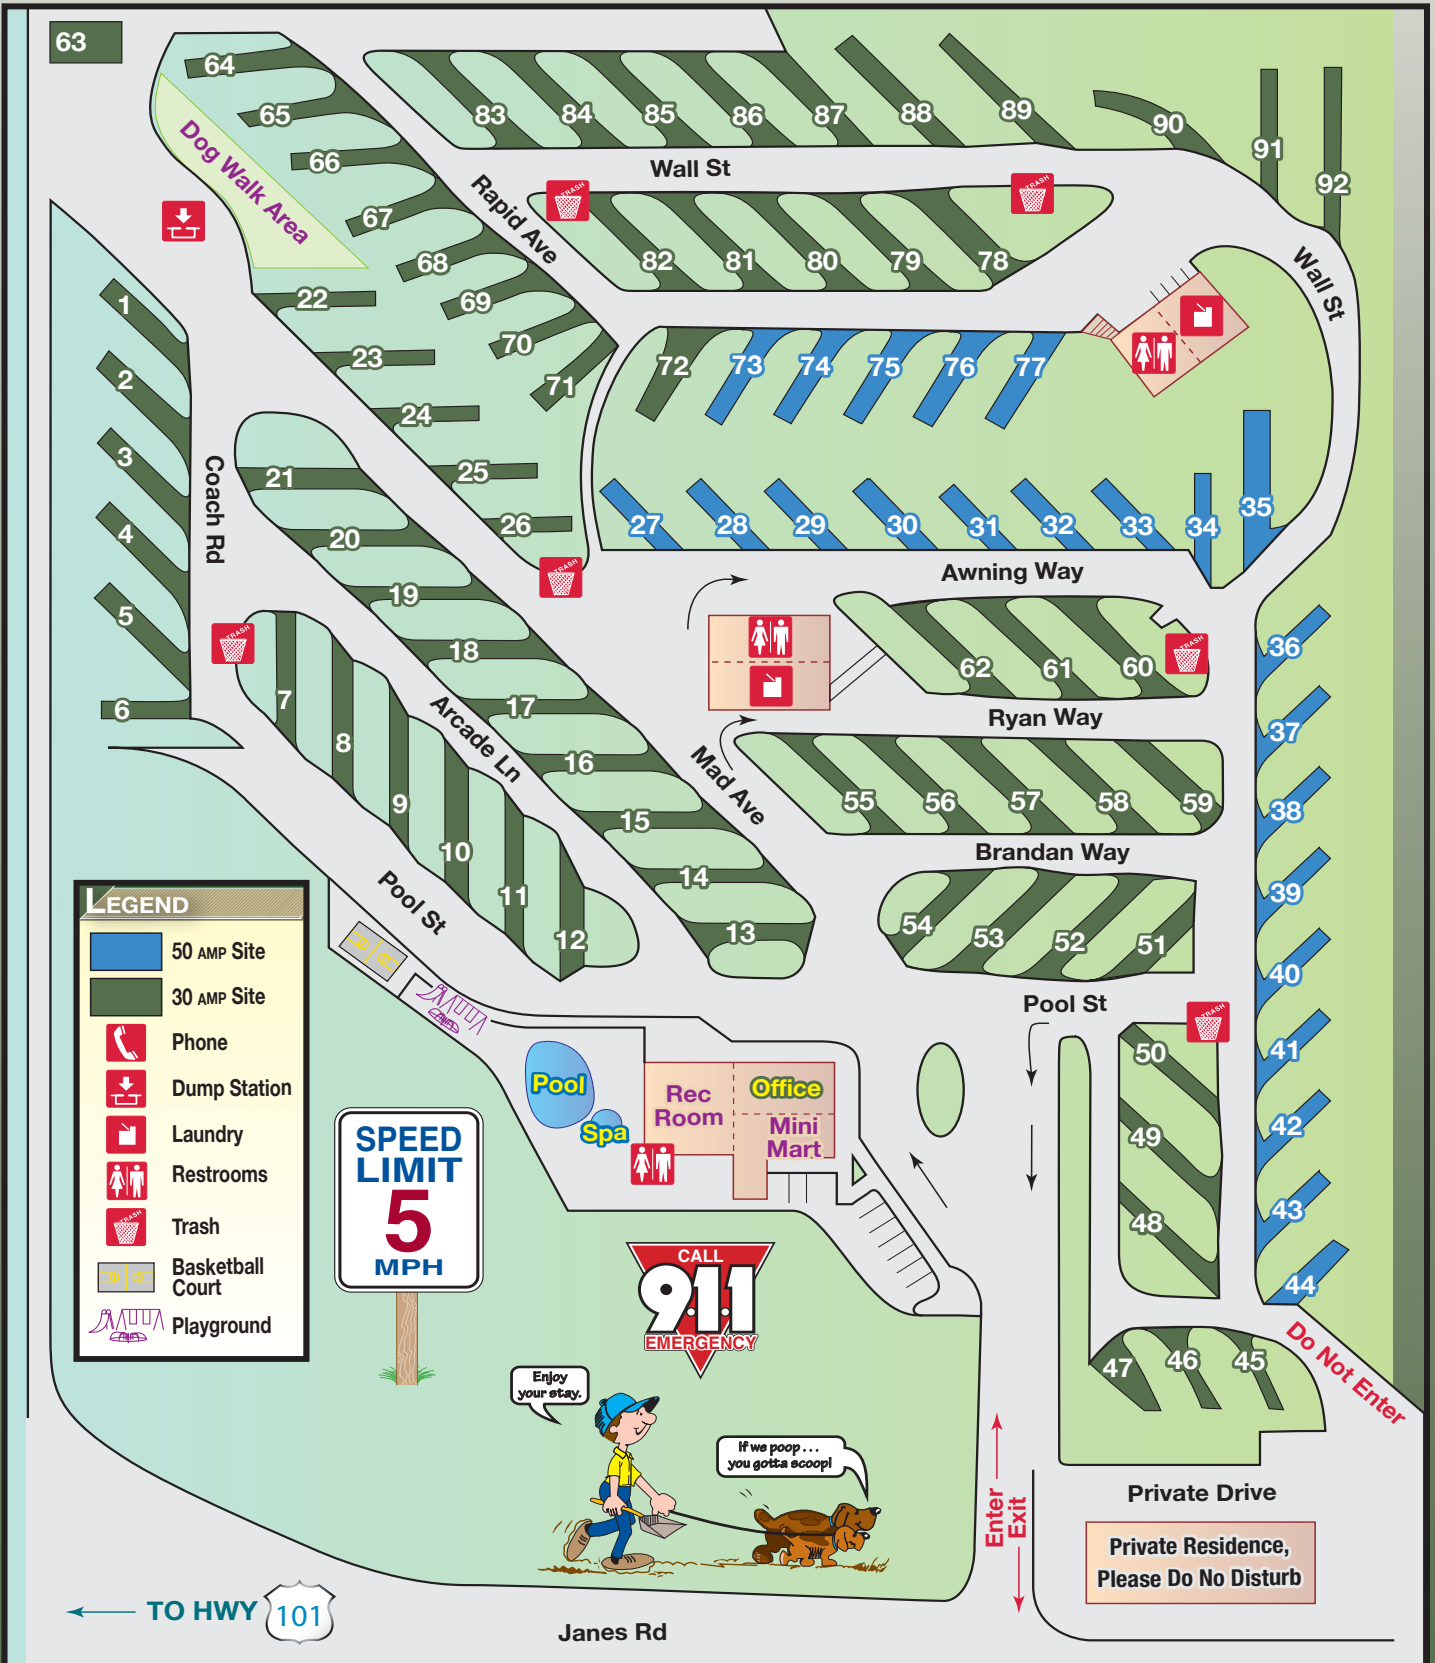 63
64
65
66
67
68
69
70
71
Dog Walk Area
83
84
85
86
87
88
89
90
91
92
Wall St
Rapid Ave
TRASH
TRASH
82
81
80
79
78
Wall St
1
2
3
4
5
6
22
23
24
25
26
72
73
74
75
76
77
Coach Rd
21
20
19
18
17
16
15
14
13
27
28
29
30
31
32
33
34
35
TRASH
Awning Way
TRASH
7
8
9
10
11
12
Arcade Ln
Mad Ave
62
61
60
TRASH
Ryan Way
55
56
57
58
59
Brandan Way
54
53
52
51
36
37
38
39
40
41
42
43
44
Pool St
Pool St
TRASH
50
49
48
47
46
45
Do Not Enter
LEGEND
50 AMP Site
30 AMP Site
Phone
Dump Station
Laundry
Restrooms
TRASH
Trash
Basketball
Court
Playground
Pool
Spa
Rec
Room
Office
Mini
Mart
SPEED
LIMIT
5
MPH
CALL
911
EMERGENCY
Enjoy
your stay.
If we poop . . .
you gotta scoop!
Enter
Exit
Private Drive
Private Residence,
Please Do No Disturb
TO HWY
101
Janes Rd